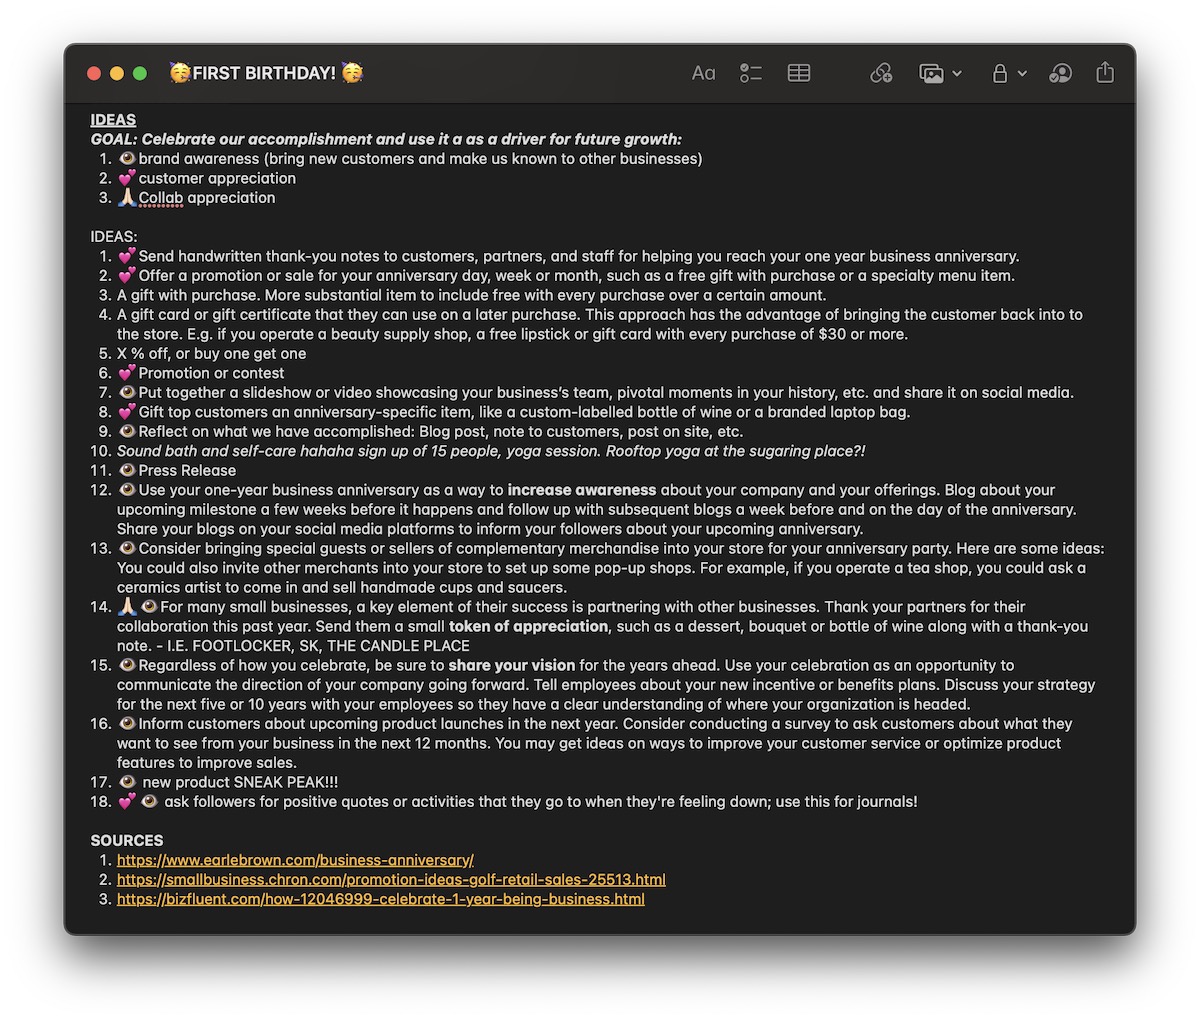 🥳FIRST BIRTHDAY! 🥳
Aa
IDEAS
GOAL: Celebrate our accomplishment and use it a as a driver for future growth:
1. 👁brand awareness (bring new customers and make us known to other businesses)
2. 💕customer appreciation
3. 🙏🏻Collab appreciation
IDEAS:
1. 💕Send handwritten thank-you notes to customers, partners, and staff for helping you reach your one year business anniversary.
2. 💕Offer a promotion or sale for your anniversary day, week or month, such as a free gift with purchase or a specialty menu item.
3. A gift with purchase. More substantial item to include free with every purchase over a certain amount.
4. A gift card or gift certificate that they can use on a later purchase. This approach has the advantage of bringing the customer back into to
the store. E.g. if you operate a beauty supply shop, a free lipstick or gift card with every purchase of $30 or more.
5. X % off, or buy one get one
6. 💕Promotion or contest
7. 👁Put together a slideshow or video showcasing your business’s team, pivotal moments in your history, etc. and share it on social media.
8. 💕Gift top customers an anniversary-specific item, like a custom-labelled bottle of wine or a branded laptop bag.
9. 👁Reflect on what we have accomplished: Blog post, note to customers, post on site, etc.
10. Sound bath and self-care hahaha sign up of 15 people, yoga session. Rooftop yoga at the sugaring place?!
11. 👁Press Release
12. 👁Use your one-year business anniversary as a way to increase awareness about your company and your offerings. Blog about your
upcoming milestone a few weeks before it happens and follow up with subsequent blogs a week before and on the day of the anniversary.
Share your blogs on your social media platforms to inform your followers about your upcoming anniversary.
13. 👁Consider bringing special guests or sellers of complementary merchandise into your store for your anniversary party. Here are some ideas:
You could also invite other merchants into your store to set up some pop-up shops. For example, if you operate a tea shop, you could ask a
ceramics artist to come in and sell handmade cups and saucers.
14. 🙏🏻👁For many small businesses, a key element of their success is partnering with other businesses. Thank your partners for their
collaboration this past year. Send them a small token of appreciation, such as a dessert, bouquet or bottle of wine along with a thank-you
note. - I.E. FOOTLOCKER, SK, THE CANDLE PLACE
15. 👁Regardless of how you celebrate, be sure to share your vision for the years ahead. Use your celebration as an opportunity to
communicate the direction of your company going forward. Tell employees about your new incentive or benefits plans. Discuss your strategy
for the next five or 10 years with your employees so they have a clear understanding of where your organization is headed.
16. 👁Inform customers about upcoming product launches in the next year. Consider conducting a survey to ask customers about what they
want to see from your business in the next 12 months. You may get ideas on ways to improve your customer service or optimize product
features to improve sales.
17. 👁 new product SNEAK PEAK!!!
18. 💕 👁 ask followers for positive quotes or activities that they go to when they're feeling down; use this for journals!
SOURCES
1. https://www.earlebrown.com/business-anniversary/
2. https://smallbusiness.chron.com/promotion-ideas-golf-retail-sales-25513.html
3. https://bizfluent.com/how-12046999-celebrate-1-year-being-business.html